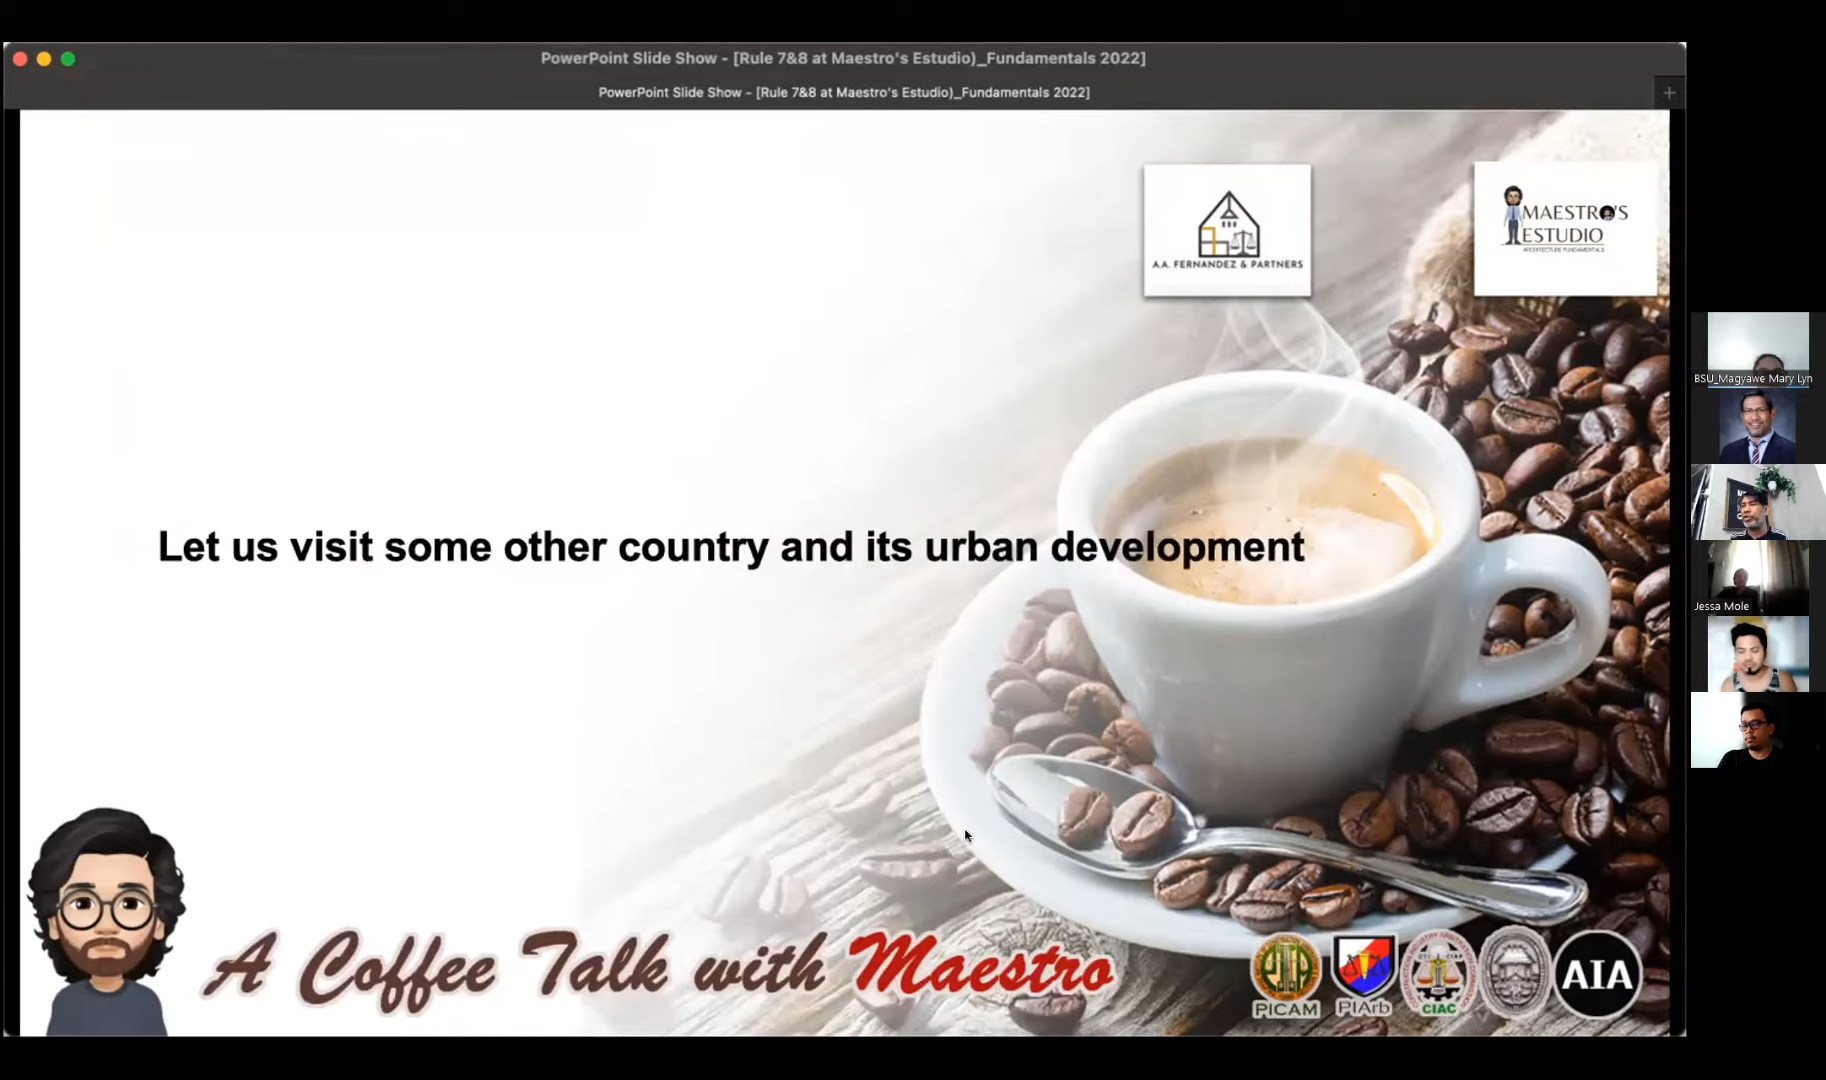 PowerPoint Slide Show - [Rule 7&8 at Maestro's Estudio)_Fundamentals 2022]
PowerPoint Slide Show - [Rule 7&8 at Maestro's Estudio)_Fundamentals 2022]
A.A. FERNANDEZ & PARTNERS
MAESTRO'S
ESTUDIO
ARCHITECTURE FUNDAMENTALS
BSU_Magyawe Mary Lyn
Let us visit some other country and its urban development
Jessa Mole
A Coffee Talk with Maestro
PICAM
PIArb
CIAC
AIA